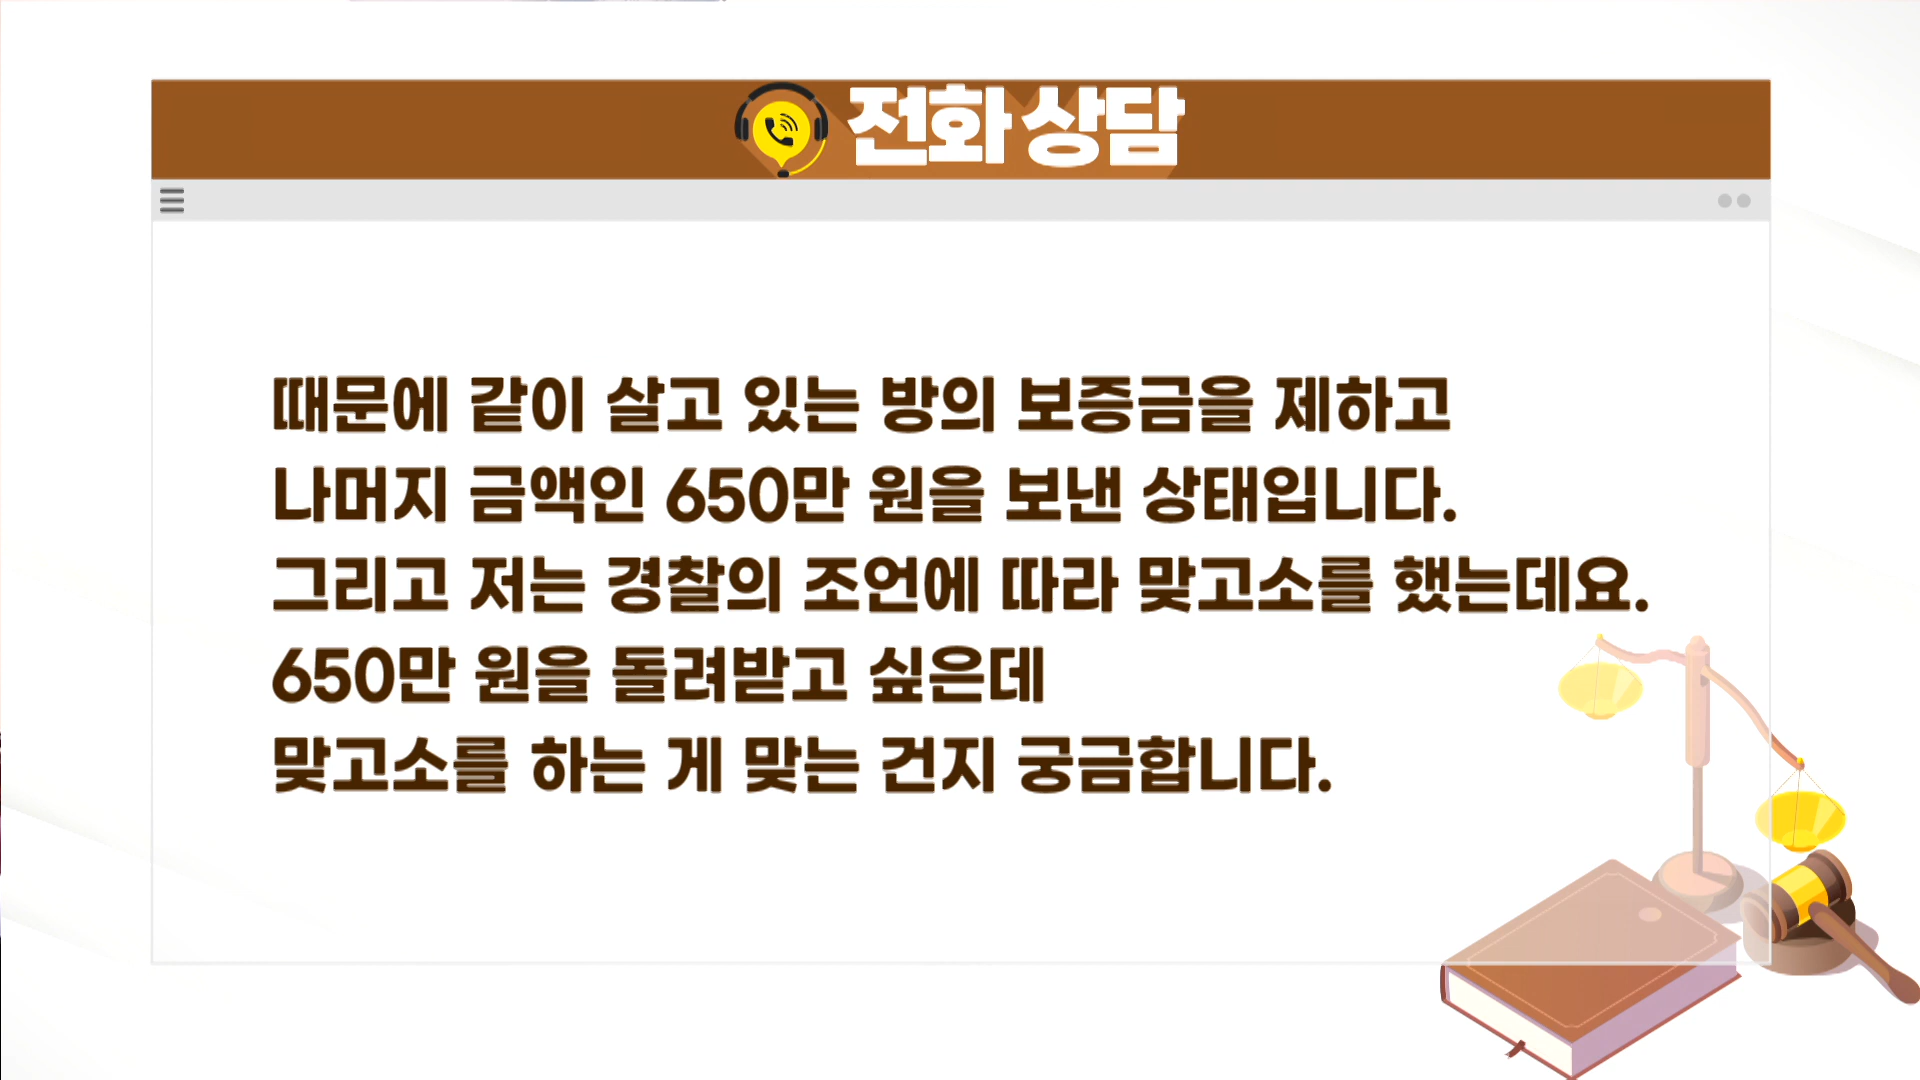 전화 상담
때문에 같이 살고 있는 방의 보증금을 제하고
나머지 금액인 650만 원을 보낸 상태입니다.
그리고 저는 경찰의 조언에 따라 맞고소를 했는데요.
650만 원을 돌려받고 싶은데
맞고소를 하는 게 맞는 건지 궁금합니다.